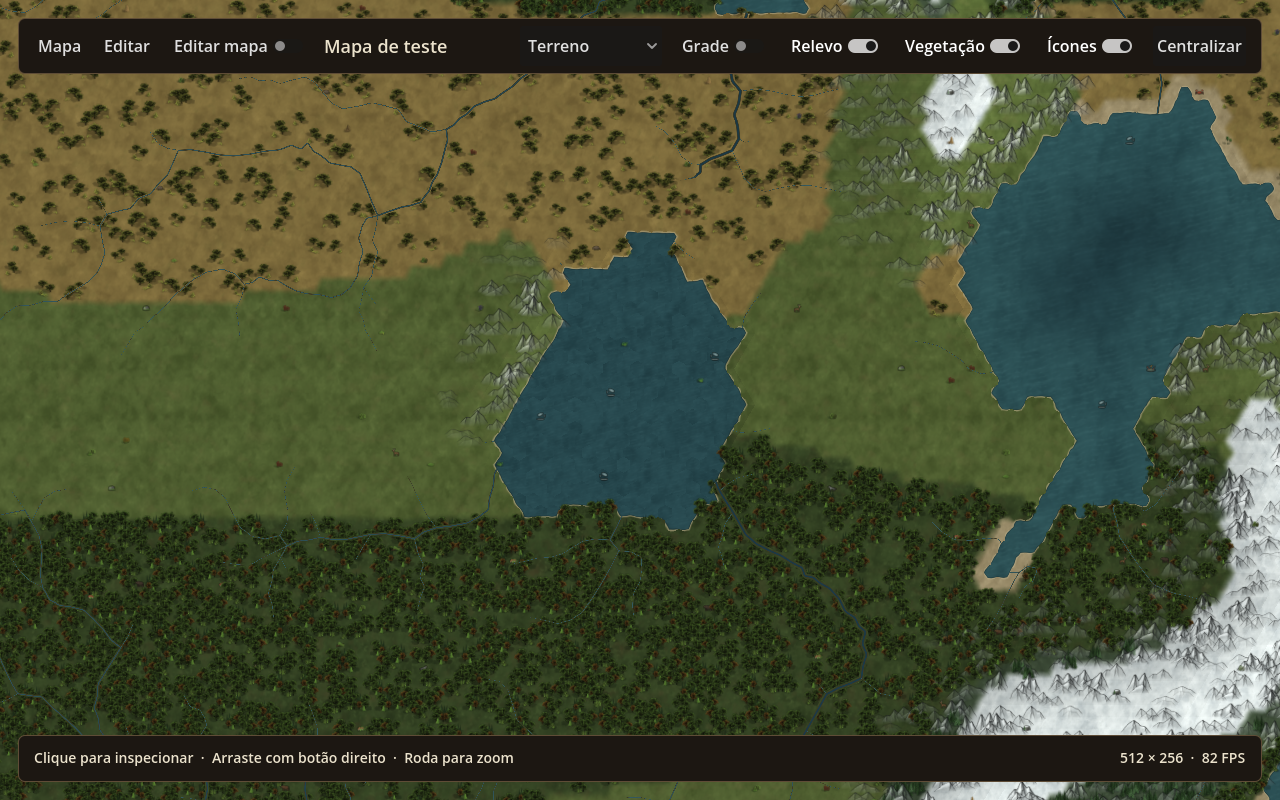 Mapa Editar Editar mapa Mapa de teste Terreno Grade Relevo Vegetação Ícones Centralizar
Clique para inspecionar · Arraste com botão direito · Roda para zoom 512 × 256 · 82 FPS